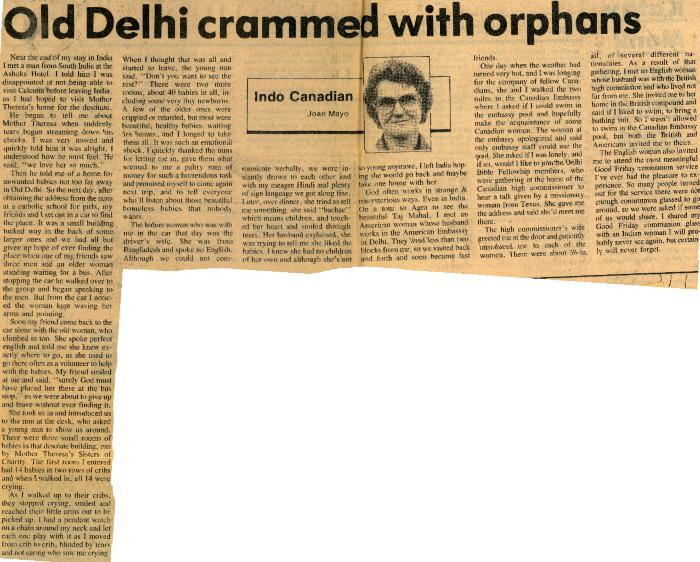 Old Delhi crammed with orphans
Indo Canadian
Joan Mayo
Near the end of my stay in India
I met a man from South India at the
Ashoka Hotel. I told him I was
disappointed at not being able to
visit Calcutta before leaving India,
as I had hoped to visit Mother
Theresa's home for the destitute.
He began to tell me about
Mother Theresa when suddenly
tears began streaming down his
cheeks. I was very moved and
quickly told him it was alright, I
understood how he must feel. He
said, "we love her so much."
Then he told me of a home for
unwanted babies not too far away
in Old Delhi. So the next day, after
obtaining the address from the nuns
at a catholic school for girls, my
friends and I set out in a car to find
the place. It was a small building
tucked way in the back of some
larger ones and we had all but
given up hope of ever finding the
place when one of my friends saw
three men and an older woman
standing waiting for a bus. After
stopping the car he walked over to
the group and began speaking to
the men. But from the car I notic-
ed the woman kept waving her
arms and pointing.
Soon my friend came back to the
car alone with the old woman, who
climbed in too. She spoke perfect
english and told me she knew ex-
actly where to go, as she used to
go there often as a volunteer to help
with the babies. My friend smiled
at me and said, "surely God must
have placed her there at the bus
stop," as we were about to give up
and leave without ever finding it.
She took us in and introduced us
to the nun at the desk, who asked
a young nun to show us around.
There were three small rooms of
babies in that desolate building, run
by Mother Theresa's Sisters of
Charity. The first room I entered
had 14 babies in two rows of cribs
and when I walked in, all 14 were
crying.
As I walked up to their cribs,
they stopped crying, smiled and
reached their little arms out to be
picked up. I had a pendant watch
on a chain around my neck and let
each one play with it as I moved
from crib to crib, blinded by tears
and not caring who saw me crying.
When I thought that was all and
started to leave, the young nun
said, "Don't you want to see the
rest?" There were two more
rooms, about 40 babies in all, in-
cluding some very tiny newborns.
A few of the older ones were
crippled or retarded, but most were
beautiful, healthy babies, waiting
for homes, and I longed to take
them all. It was such an emotional
shock, I quickly thanked the nuns
for letting me in, gave them what
seemed to me a paltry sum of
money for such a horrendous task
and promised myself to come again
next trip, and to tell everyone
who'll listen about those beautiful
homeless babies that nobody
wants.
The Indian woman who was with
me in the car that day was the
driver's wife. She was from
Bangladesh and spoke no English.
Although we could not com-
municate verbally, we were in-
stantly drawn to each other and
with my meagre Hindi and plenty
of sign language we got along fine.
Later, over dinner, she tried to tell
me something, she said "bachae"
which means children, and touch-
ed her heart and smiled through
tears. Her husband explained, she
was trying to tell me she liked the
babies. I knew she had no children
of her own and although she's not
so young anymore, I left India hop-
ing she would go back and maybe
take one home with her.
God often works in strange &
mysterious ways. Even in India.
On a tour to Agra to see the
beautiful Taj Mahal, I met an
American woman whose husband
works in the American Embassy
in Delhi. They lived less than two
blocks from me, so we visited back
and forth and soon became fast
friends.
One day when the weather had
turned very hot, and I was longing
for the company of fellow Cana-
dians, she and I walked the two
miles to the Canadian Embassy
where I asked if I could swim in
the embassy pool and hopefully
make the acquaintance of some
Canadian women. The woman at
the embassy apologized and said
only embassy staff could use the
pool. She asked if I was lonely, and
if so, would I like to join the Delhi
Bible Fellowship members, who
were gathering at the home of the
Canadian high commissioner to
hear a talk given by a missionary
woman from Texas. She gave me
the address and said she'd meet me
there.
The high commissioner's wife
greeted me at the door and patiently
introduced me to each of the
women. There were about 36 in
all, of several different na-
tionalities. As a result of that
gathering, I met an English woman
whose husband was with the British
high commission and who lived not
far from me. She invited me to her
home in the British compound and
said if I liked to swim, to bring a
bathing suit. So I wasn't allowed
to swim in the Canadian Embassy
pool, but both the British and
Americans invited me to theirs.
The English woman also invited
me to attend the most meaningful
Good Friday communion service
I've ever had the pleasure to ex-
perience. So many people turned
out for the service there were not
enough communion glasses to go
around, so we were asked if some
of us would share. I shared my
Good Friday communion glass
with an Indian woman I will pro-
bably never see again, but certain-
ly will never forget.